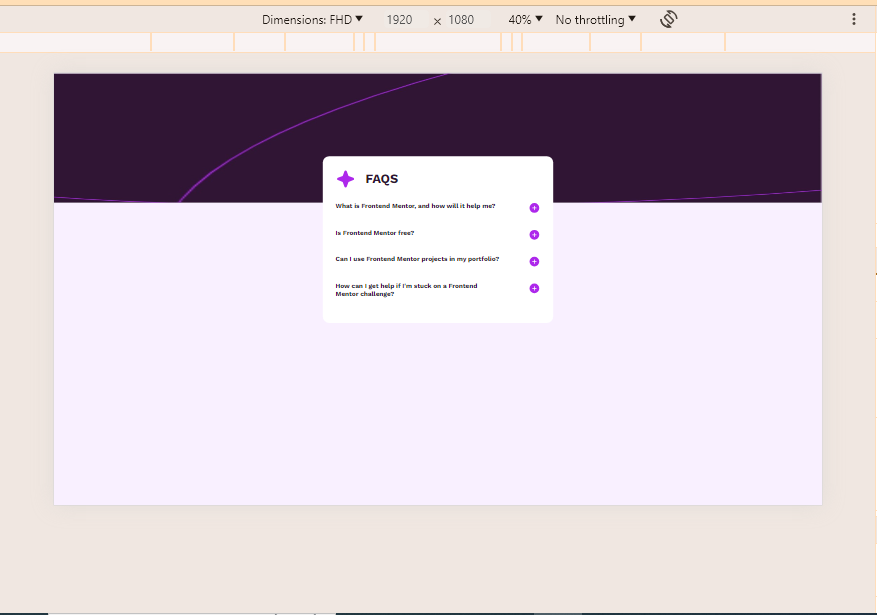 Dimensions: FHD 1920 × 1080 40% No throttling
FAQS
What is Frontend Mentor, and how will it help me?
Is Frontend Mentor free?
Can I use Frontend Mentor projects in my portfolio?
How can I get help if I'm stuck on a Frontend
Mentor challenge?